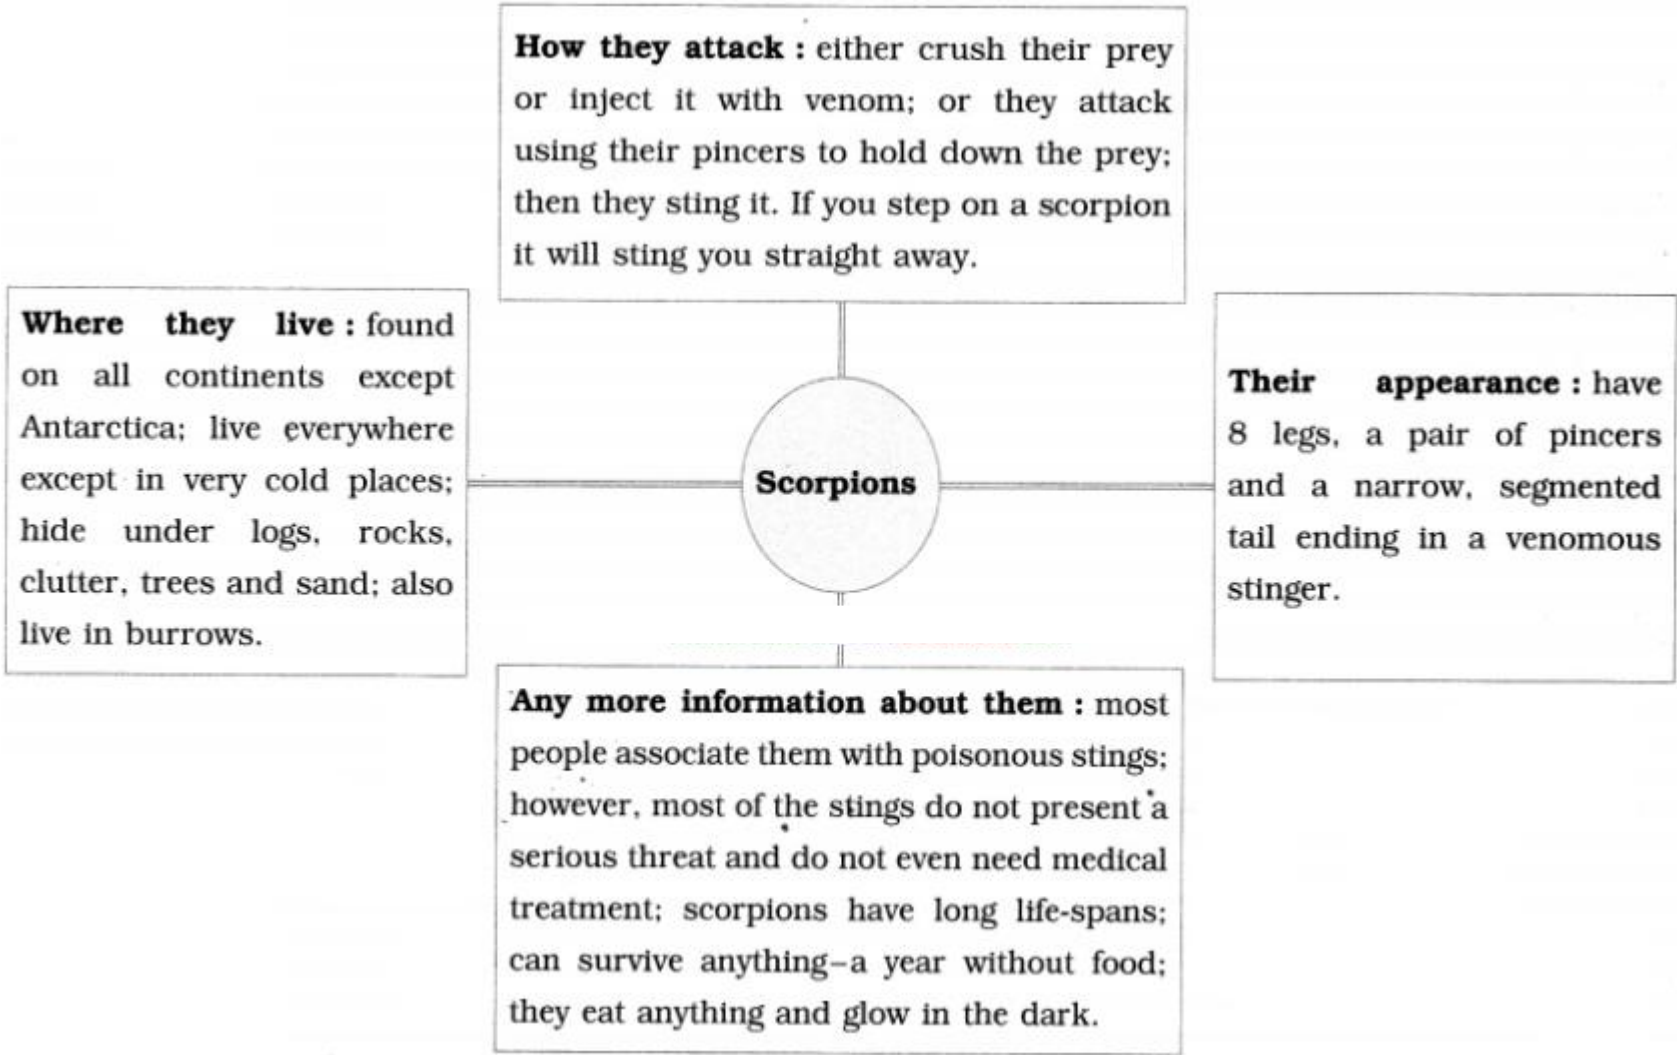 How they attack : either crush their prey
or inject it with venom; or they attack
using their pincers to hold down the prey;
then they sting it. If you step on a scorpion
it will sting you straight away.
Where they live : found
on all continents except
Antarctica; live everywhere
except in very cold places;
hide under logs, rocks,
clutter, trees and sand; also
live in burrows.
Scorpions
Their appearance : have
8 legs, a pair of pincers
and a narrow, segmented
tail ending in a venomous
stinger.
Any more information about them : most
people associate them with poisonous stings;
however, most of the stings do not present a
serious threat and do not even need medical
treatment; scorpions have long life-spans;
can survive anything–a year without food;
they eat anything and glow in the dark.